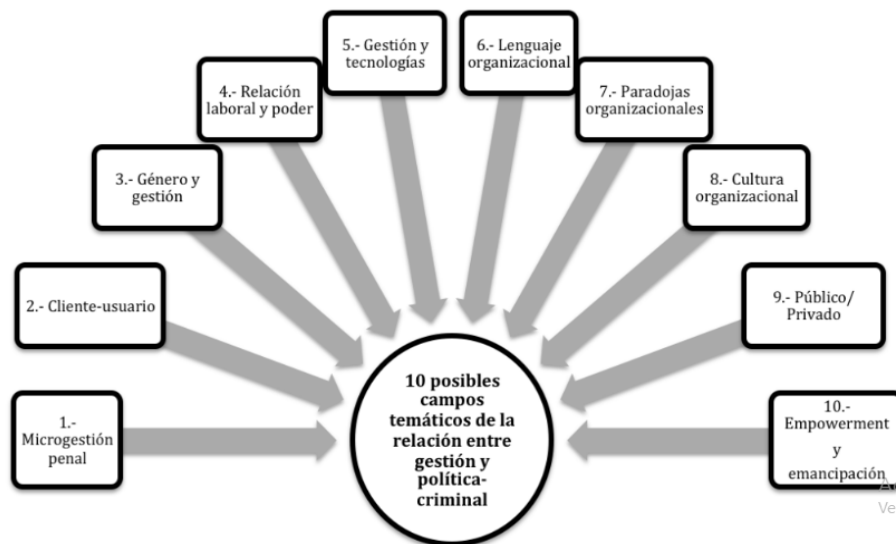 1.-
Microgestión
penal
2.- Cliente-usuario
3.- Género y
gestión
4.- Relación
laboral y poder
5.- Gestión y
tecnologías
6.- Lenguaje
organizacional
7.- Paradojas
organizacionales
8.- Cultura
organizacional
9.- Público/
Privado
10.-
Empowerment
y
emancipación
10 posibles
campos
temáticos de la
relación entre
gestión y
política-
criminal